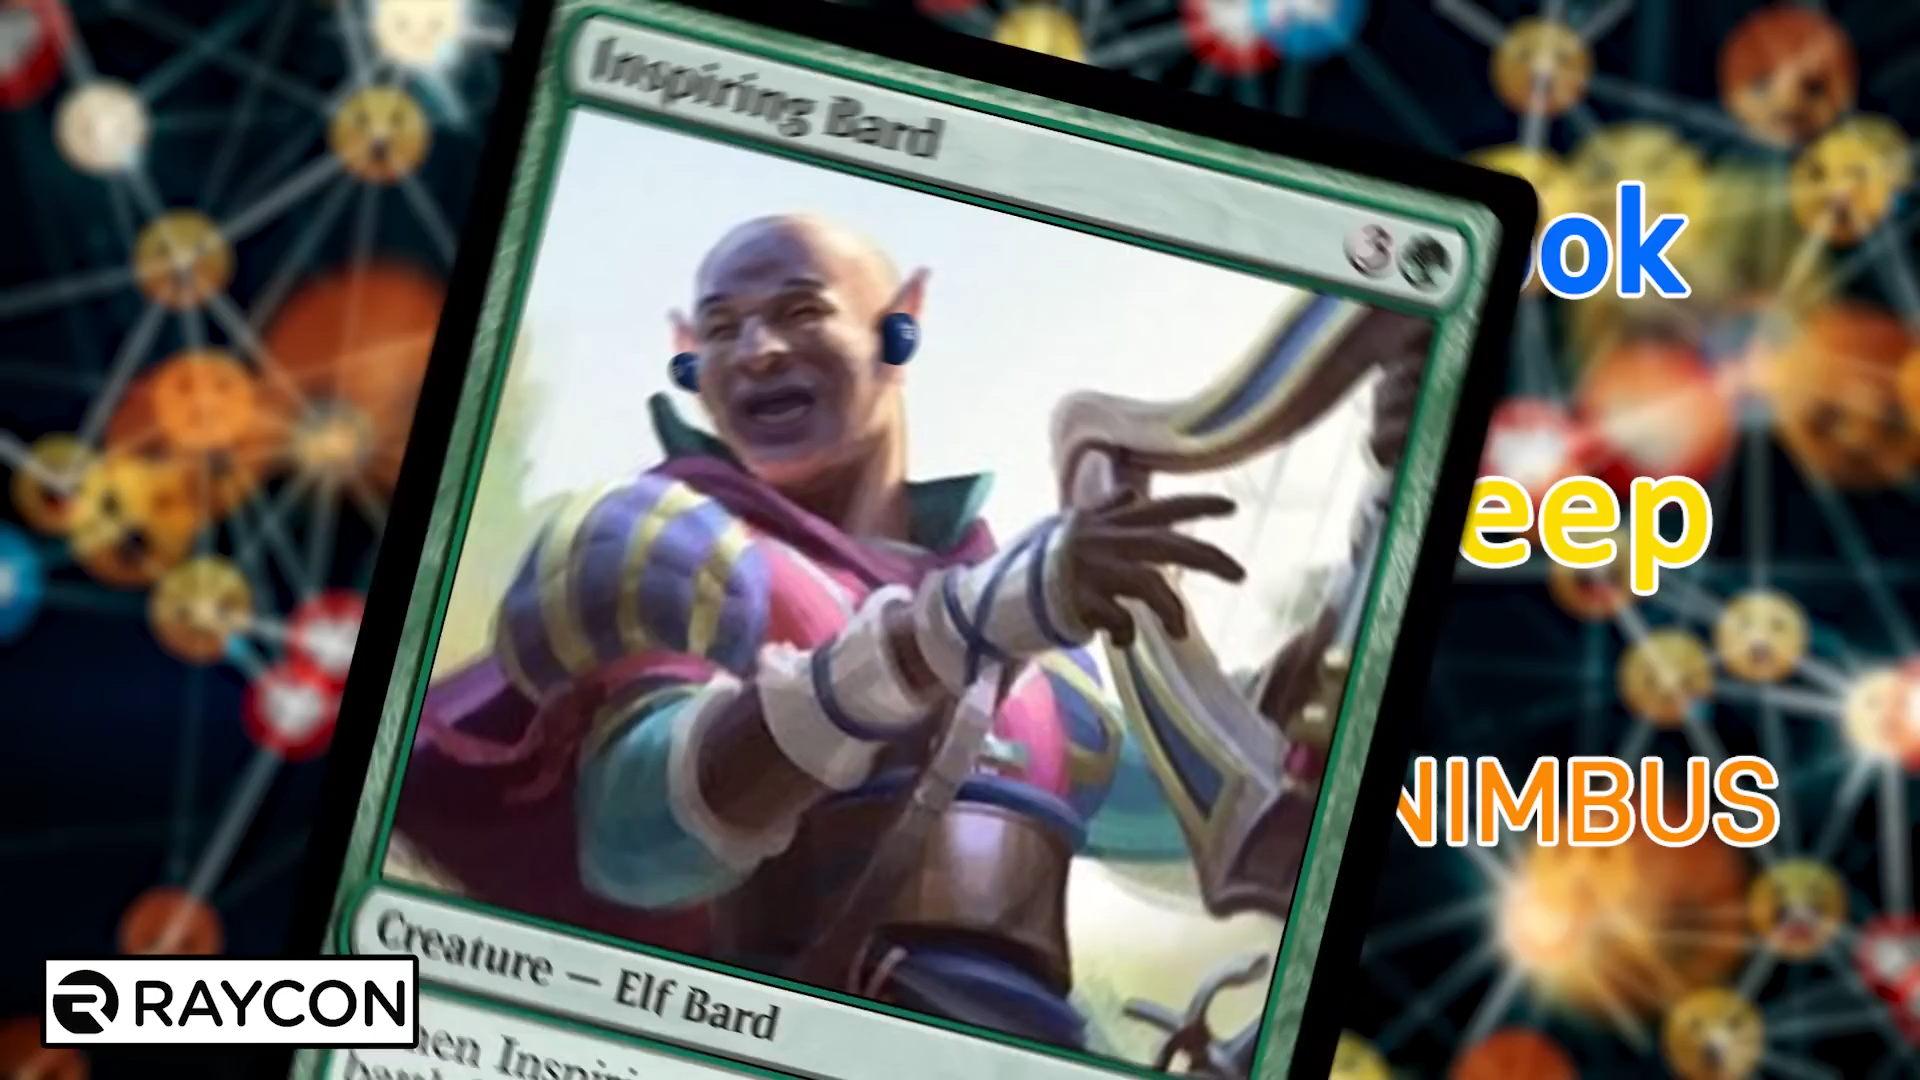 Inspiring Bard
3
ok
eep
NIMBUS
Creature — Elf Bard
RAYCON